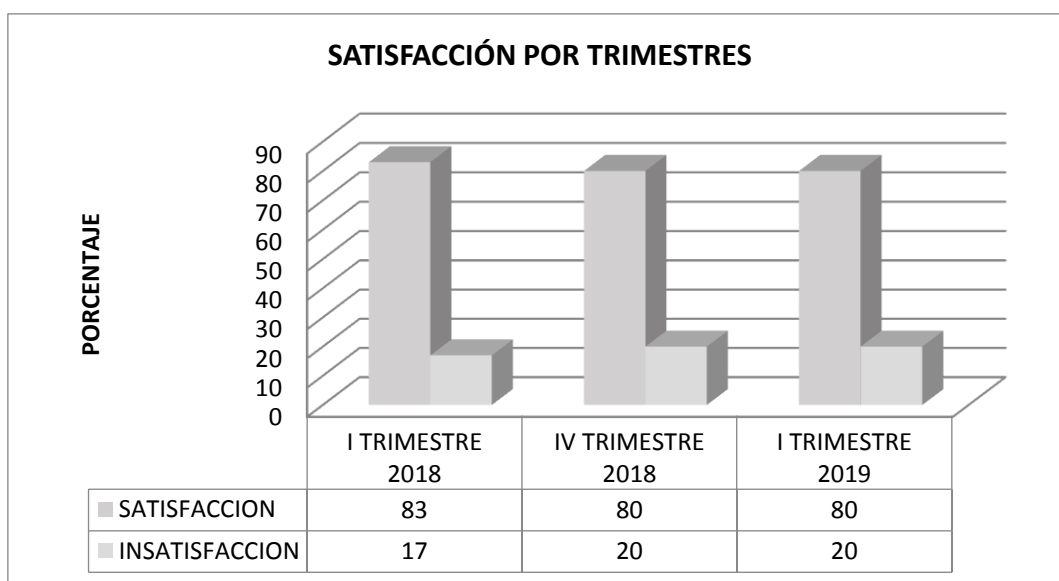 SATISFACCIÓN POR TRIMESTRES
PORCENTAJE
90
80
70
60
50
40
30
20
10
0
I TRIMESTRE 2018
IV TRIMESTRE 2018
I TRIMESTRE 2019
SATISFACCION 83 80 80
INSATISFACCION 17 20 20